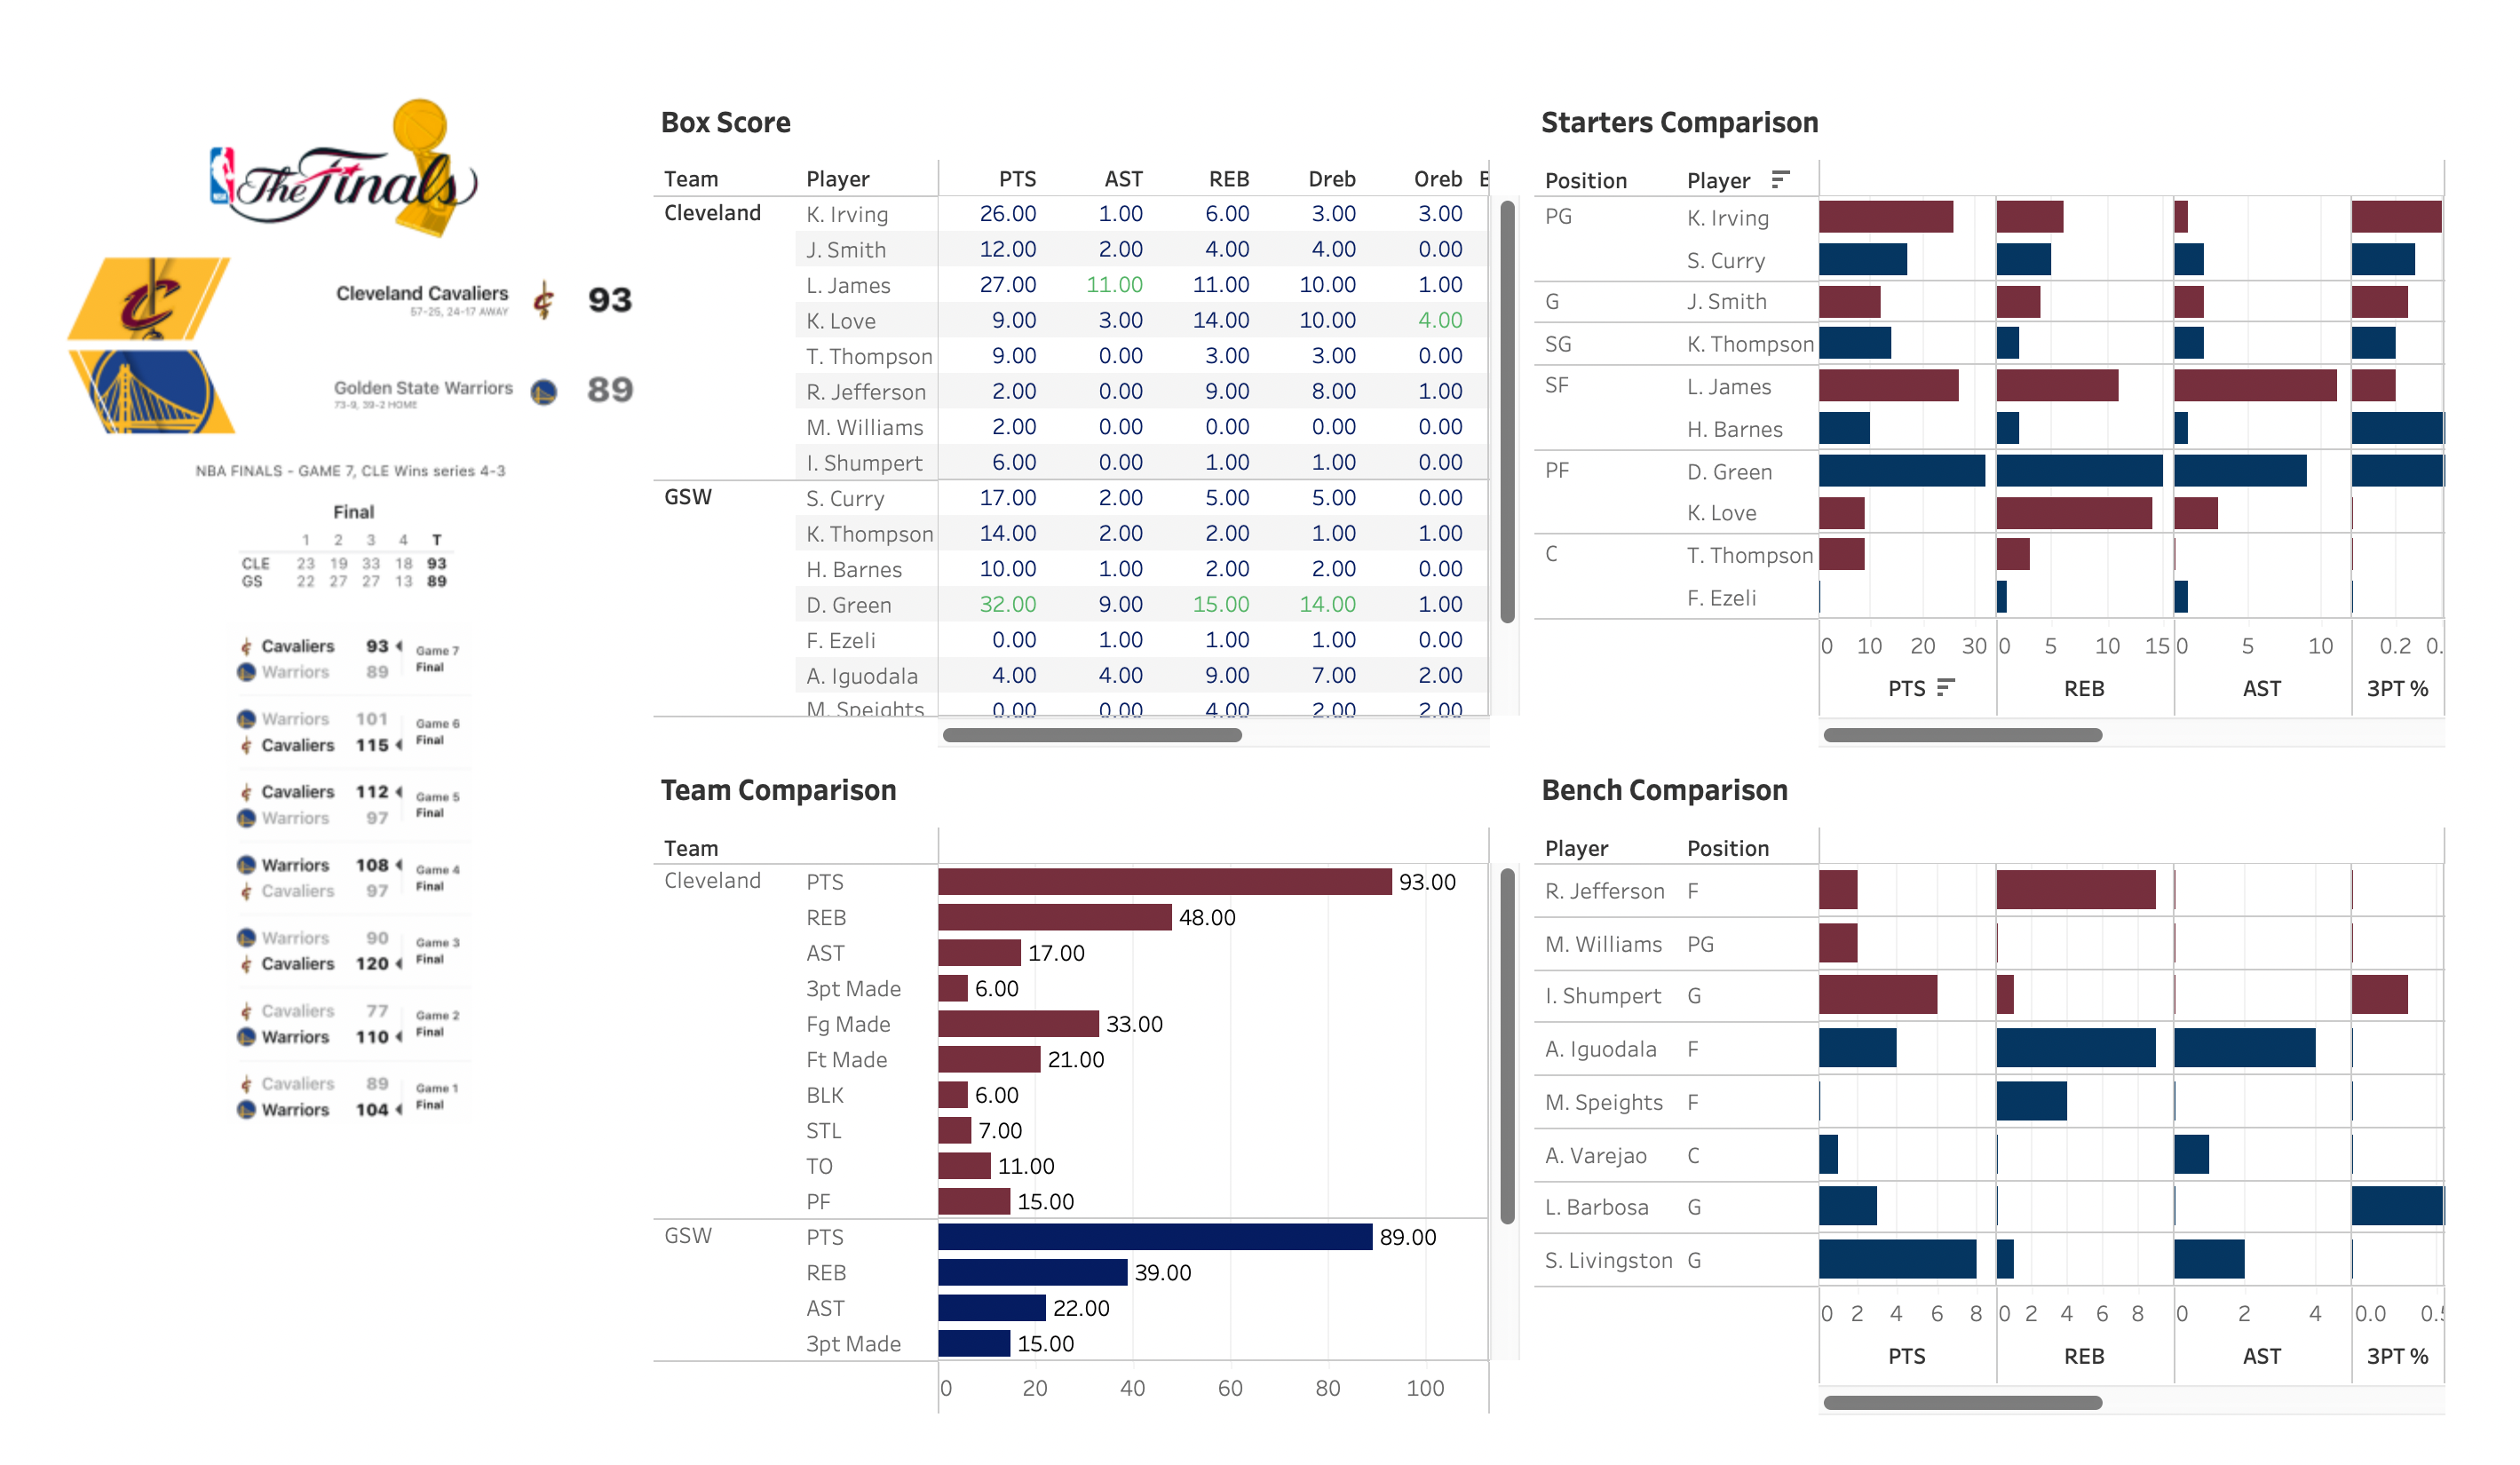 The Finals
Cleveland Cavaliers 93
57-25, 24-17 AWAY
Golden State Warriors 89
73-9, 39-2 HOME
NBA FINALS - GAME 7, CLE Wins series 4-3
Final
1 2 3 4 T
CLE 23 19 33 18 93
GS 22 27 27 13 89
Cavaliers 93 Game 7
Warriors 89 Final
Warriors 101 Game 6
Cavaliers 115 Final
Cavaliers 112 Game 5
Warriors 97 Final
Warriors 108 Game 4
Cavaliers 97 Final
Warriors 90 Game 3
Cavaliers 120 Final
Cavaliers 77 Game 2
Warriors 110 Final
Cavaliers 89 Game 1
Warriors 104 Final
Box Score
Team Player PTS AST REB Dreb Oreb
Cleveland K. Irving 26.00 1.00 6.00 3.00 3.00
J. Smith 12.00 2.00 4.00 4.00 0.00
L. James 27.00 11.00 11.00 10.00 1.00
K. Love 9.00 3.00 14.00 10.00 4.00
T. Thompson 9.00 0.00 3.00 3.00 0.00
R. Jefferson 2.00 0.00 9.00 8.00 1.00
M. Williams 2.00 0.00 0.00 0.00 0.00
I. Shumpert 6.00 0.00 1.00 1.00 0.00
GSW S. Curry 17.00 2.00 5.00 5.00 0.00
K. Thompson 14.00 2.00 2.00 1.00 1.00
H. Barnes 10.00 1.00 2.00 2.00 0.00
D. Green 32.00 9.00 15.00 14.00 1.00
F. Ezeli 0.00 1.00 1.00 1.00 0.00
A. Iguodala 4.00 4.00 9.00 7.00 2.00
M. Speights 0.00 0.00 4.00 2.00 2.00
Starters Comparison
Position Player
PG K. Irving
S. Curry
G J. Smith
SG K. Thompson
SF L. James
H. Barnes
PF D. Green
K. Love
C T. Thompson
F. Ezeli
0 10 20 30 0 5 10 15 0 5 10 0.2 0.
PTS REB AST 3PT %
Team Comparison
Team
Cleveland PTS 93.00
REB 48.00
AST 17.00
3pt Made 6.00
Fg Made 33.00
Ft Made 21.00
BLK 6.00
STL 7.00
TO 11.00
PF 15.00
GSW PTS 89.00
REB 39.00
AST 22.00
3pt Made 15.00
0 20 40 60 80 100
Bench Comparison
Player Position
R. Jefferson F
M. Williams PG
I. Shumpert G
A. Iguodala F
M. Speights F
A. Varejao C
L. Barbosa G
S. Livingston G
0 2 4 6 8 0 2 4 6 8 0 2 4 0.0 0.5
PTS REB AST 3PT %